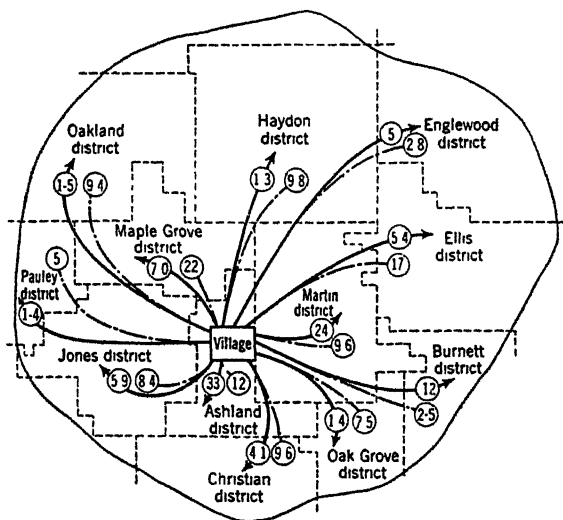 Oakland
district
1-5
9 4
Haydon
district
1 3
9 8
5
Englewood
district
2 8
Maple Grove
district
7 0
22
5 4
Ellis
district
17
5
Pauley
district
1-4
Martin
district
24
9 6
Village
Jones district
5 9
8 4
33
12
Ashland
district
Burnett
district
12
2-5
1 4
7 5
Oak Grove
district
4 1
9 6
Christian
district